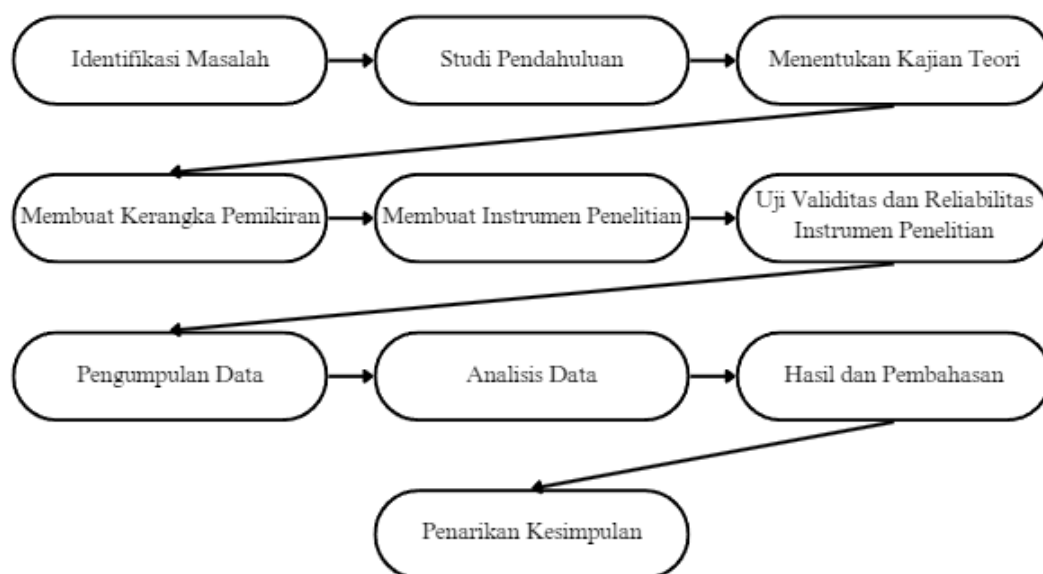 Identifikasi Masalah
Studi Pendahuluan
Menentukan Kajian Teori
Membuat Kerangka Pemikiran
Membuat Instrumen Penelitian
Uji Validitas dan Reliabilitas
Instrumen Penelitian
Pengumpulan Data
Analisis Data
Hasil dan Pembahasan
Penarikan Kesimpulan